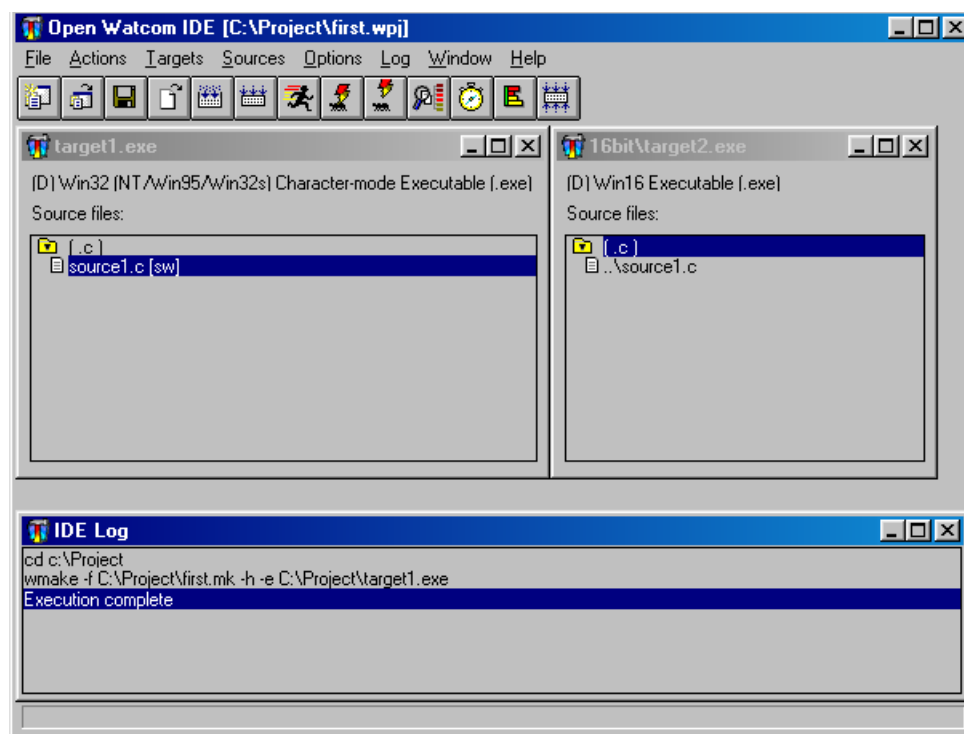 Open Watcom IDE [C:\Project\first.wpj]
File Actions Targets Sources Options Log Window Help
target1.exe
(D) Win32 (NT/Win95/Win32s) Character-mode Executable (.exe)
Source files:
(.c)
source1.c [sw]
16bit\target2.exe
(D) Win16 Executable (.exe)
Source files:
(.c)
..\source1.c
IDE Log
cd c:\Project
wmake -f C:\Project\first.mk -h -e C:\Project\target1.exe
Execution complete